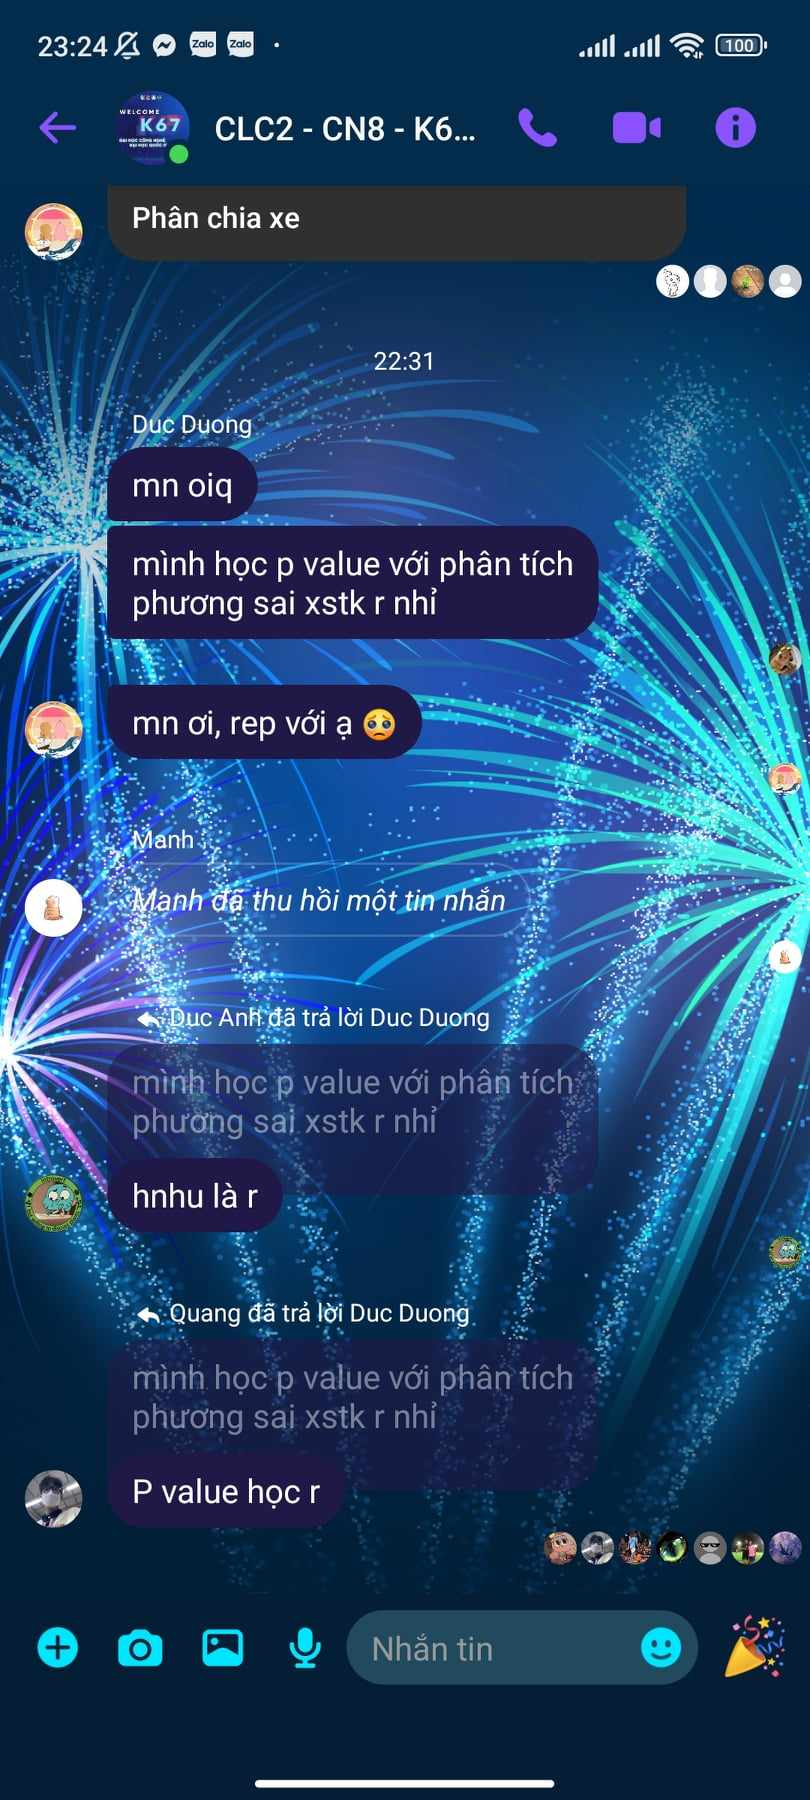 23:24
Zalo
Zalo
100
WELCOME
K67
CLC2 - CN8 - K6...
Phân chia xe
22:31
Duc Duong
mn oiq
mình học p value với phân tích
phương sai xstk r nhỉ
mn ơi, rep với ạ 🥺
Manh
Manh đã thu hồi một tin nhắn
Duc Anh đã trả lời Duc Duong
mình học p value với phân tích
phương sai xstk r nhỉ
hnhu là r
Quang đã trả lời Duc Duong
mình học p value với phân tích
phương sai xstk r nhỉ
P value học r
Nhắn tin